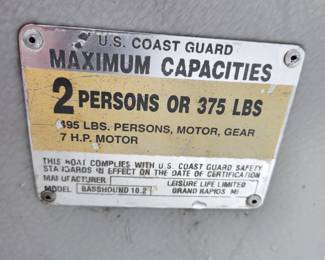 U.S. COAST GUARD
MAXIMUM CAPACITIES
2 PERSONS OR 375 LBS
495 LBS. PERSONS, MOTOR, GEAR
7 H.P. MOTOR
THIS BOAT COMPLIES WITH U.S. COAST GUARD SAFETY
STANDARDS IN EFFECT ON THE DATE OF CERTIFICATION
MANUFACTURER LEISURE LIFE LIMITED
MODEL BASSHOUND 10.2 GRAND RAPIDS MI